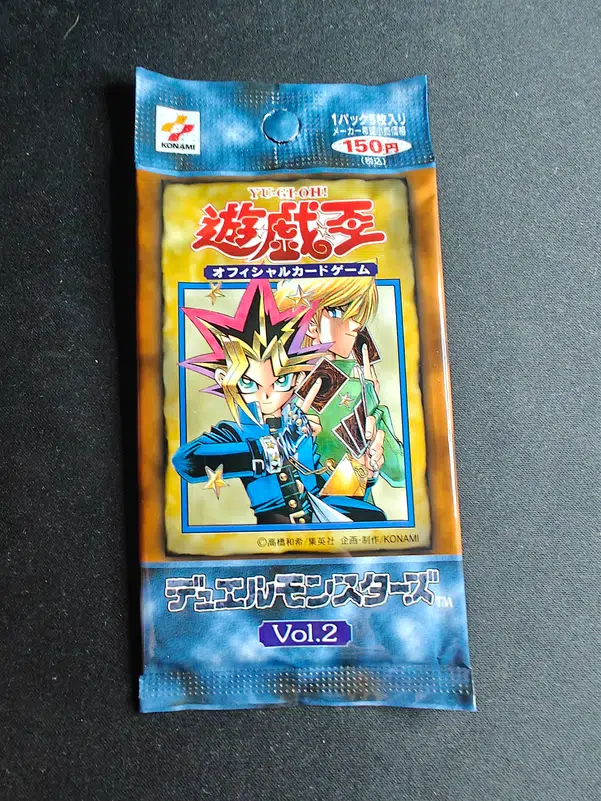 KONAMI
1パック5枚入り
メーカー希望小売価格
150円
(税込)
YU-GI-OH!
遊戯王
オフィシャルカードゲーム
©高橋和希/集英社 企画・制作/KONAMI
デュエルモンスターズ™
Vol.2